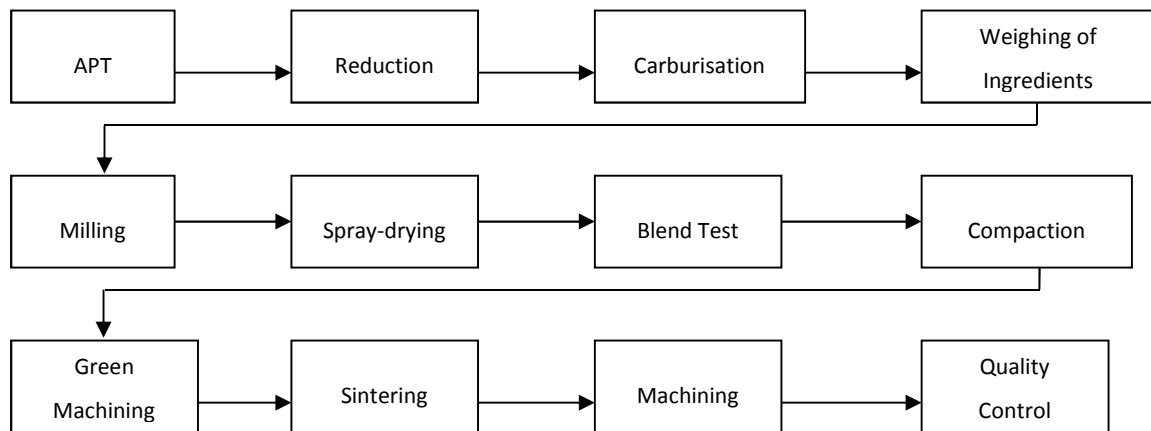 APT
Reduction
Carburisation
Weighing of
Ingredients
Milling
Spray-drying
Blend Test
Compaction
Green
Machining
Sintering
Machining
Quality
Control